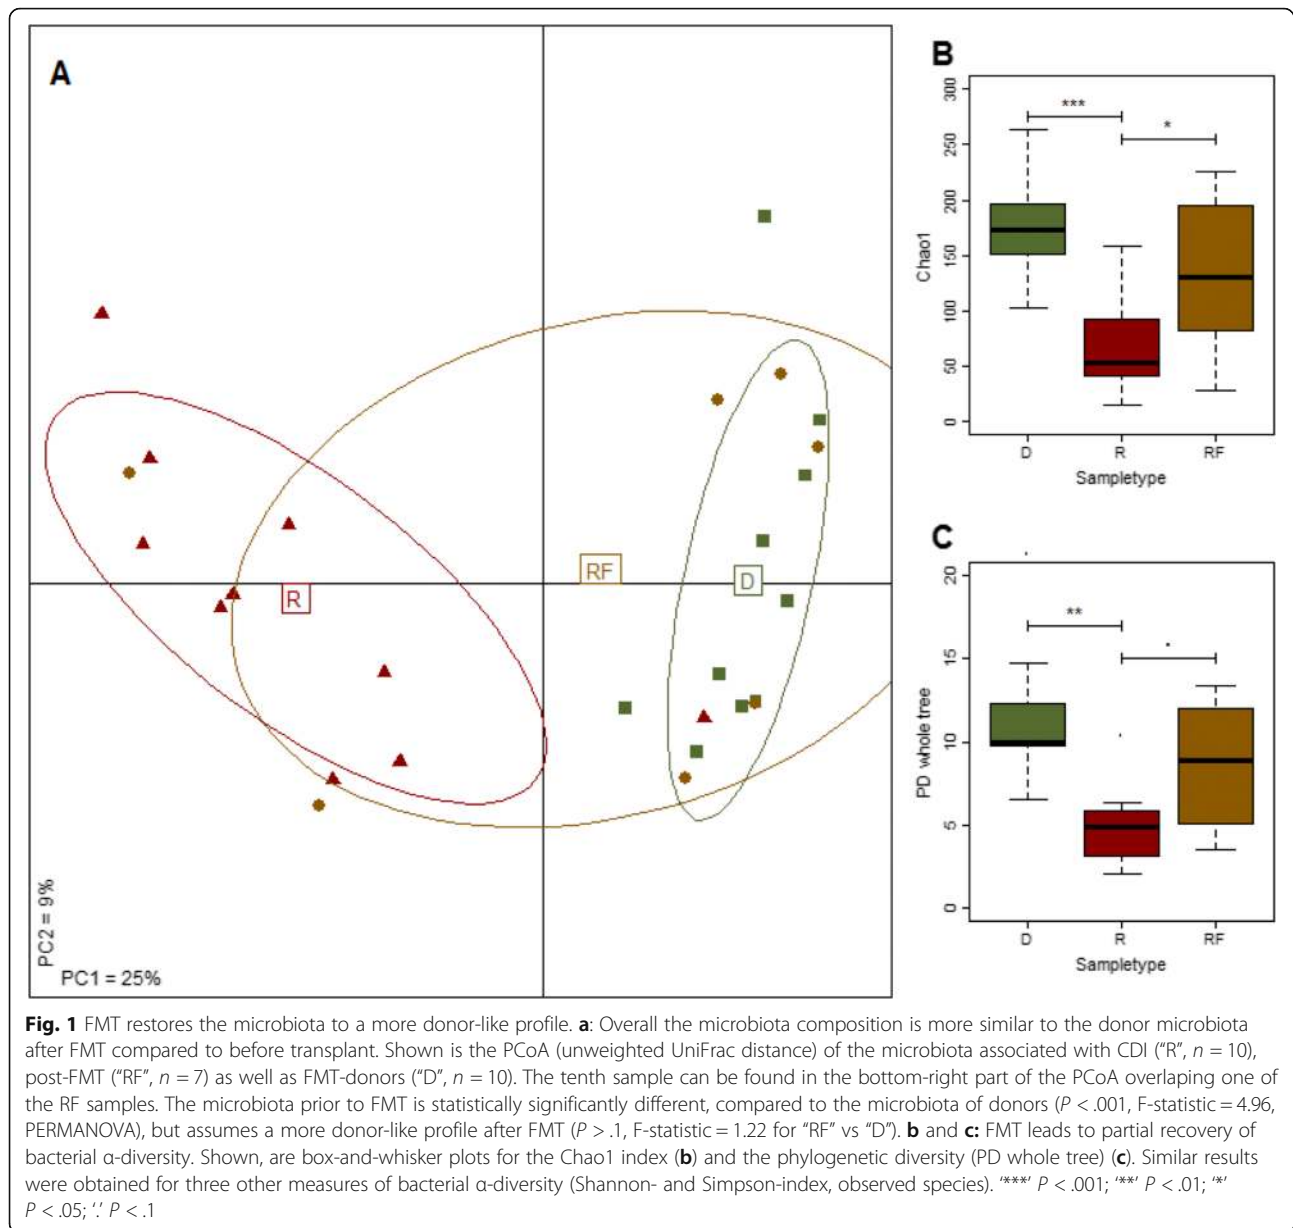 A
R
RF
D
PC2 = 9%
PC1 = 25%
B
300
250
200
150
100
50
0
Chao1
***
*
D R RF
Sampletype
C
20
15
10
5
0
PD whole tree
**
.
D R RF
Sampletype
Fig. 1 FMT restores the microbiota to a more donor-like profile. a: Overall the microbiota composition is more similar to the donor microbiota
after FMT compared to before transplant. Shown is the PCoA (unweighted UniFrac distance) of the microbiota associated with CDI (“R”, n = 10),
post-FMT (“RF”, n = 7) as well as FMT-donors (“D”, n = 10). The tenth sample can be found in the bottom-right part of the PCoA overlaping one of
the RF samples. The microbiota prior to FMT is statistically significantly different, compared to the microbiota of donors (P < .001, F-statistic = 4.96,
PERMANOVA), but assumes a more donor-like profile after FMT (P > .1, F-statistic = 1.22 for “RF” vs “D”). b and c: FMT leads to partial recovery of
bacterial α-diversity. Shown, are box-and-whisker plots for the Chao1 index (b) and the phylogenetic diversity (PD whole tree) (c). Similar results
were obtained for three other measures of bacterial α-diversity (Shannon- and Simpson-index, observed species). ‘***’ P < .001; ‘**’ P < .01; ‘*’
P < .05; ‘.’ P < .1